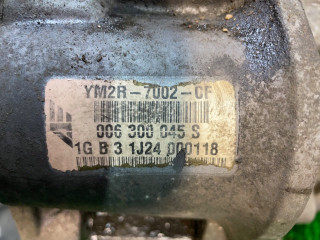 YM2R-7002-CF
006 300 045 S
1G B 3 1J24 000118